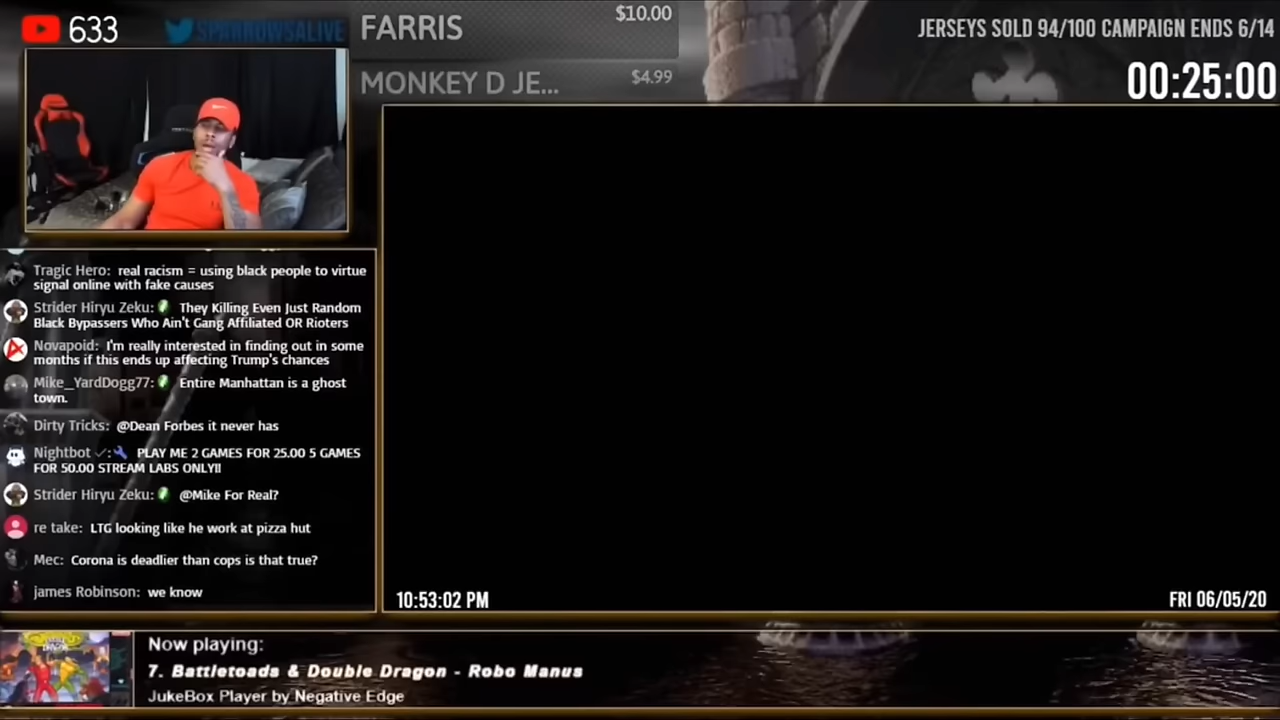 633
SPARROWSALIVE
FARRIS
$10.00
MONKEY D JE...
$4.99
JERSEYS SOLD 94/100 CAMPAIGN ENDS 6/14
00:25:00
Tragic Hero: real racism = using black people to virtue
signal online with fake causes
Strider Hiryu Zeku: They Killing Even Just Random
Black Bypassers Who Ain't Gang Affiliated OR Rioters
Novapoid: I'm really interested in finding out in some
months if this ends up affecting Trump's chances
Mike_YardDogg77: Entire Manhattan is a ghost
town.
Dirty Tricks: @Dean Forbes it never has
Nightbot ✓: PLAY ME 2 GAMES FOR 25.00 5 GAMES
FOR 50.00 STREAM LABS ONLY!!
Strider Hiryu Zeku: @Mike For Real?
re take: LTG looking like he work at pizza hut
Mec: Corona is deadlier than cops is that true?
james Robinson: we know
10:53:02 PM
FRI 06/05/20
Now playing:
7. Battletoads & Double Dragon - Robo Manus
JukeBox Player by Negative Edge